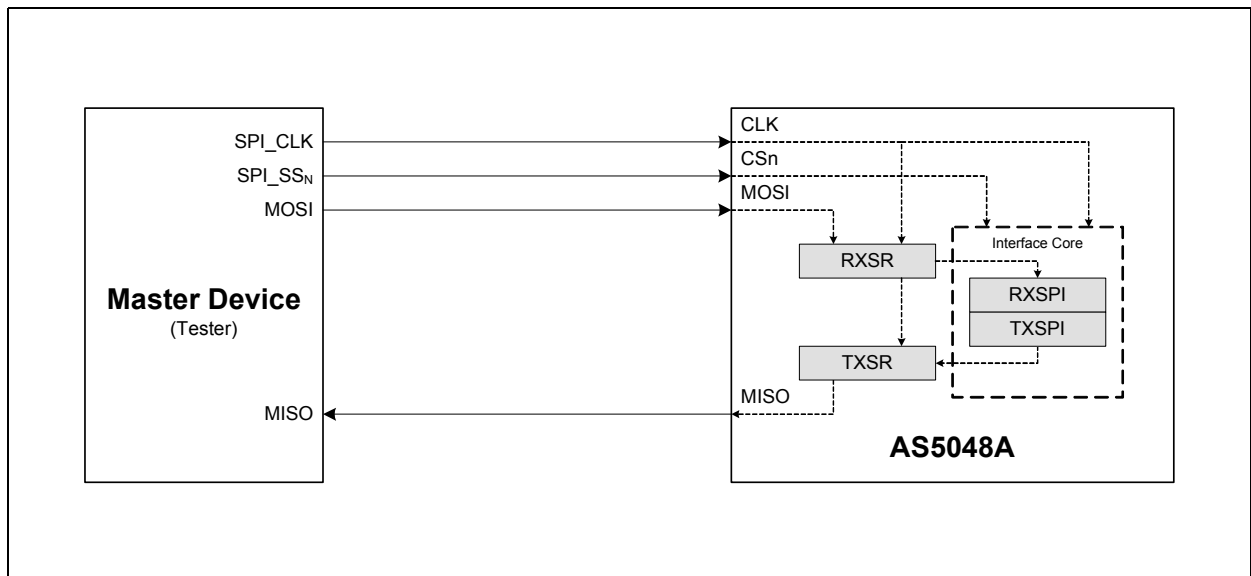 SPI_CLK
SPI_SSN
MOSI
Master Device
(Tester)
MISO
CLK
CSn
MOSI
Interface Core
RXSR
RXSPI
TXSPI
TXSR
MISO
AS5048A